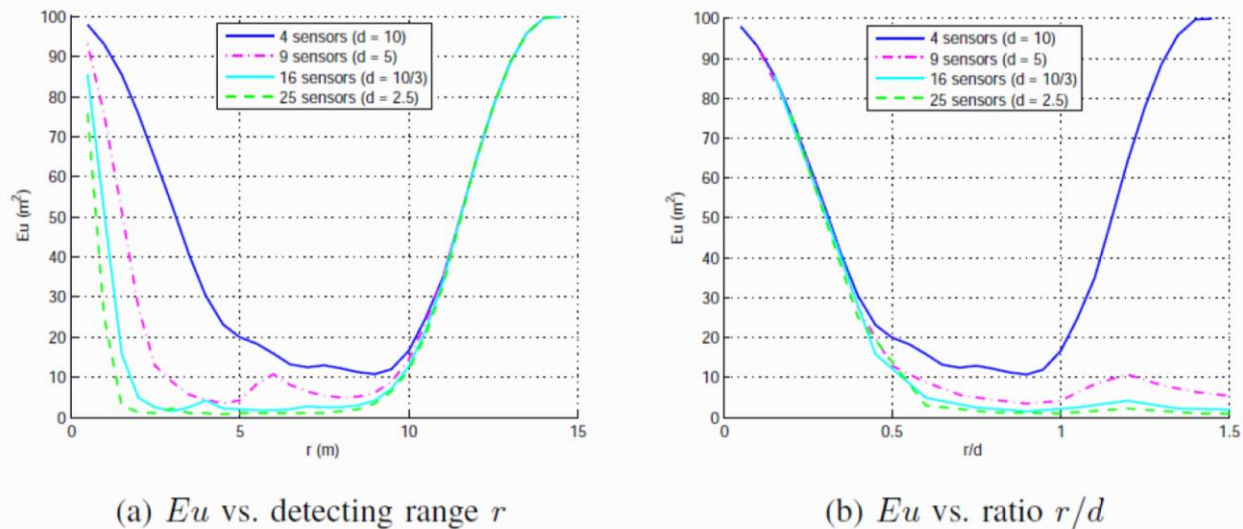 100
90
80
70
60
50
40
30
20
10
0
Eu (m²)
4 sensors (d = 10)
9 sensors (d = 5)
16 sensors (d = 10/3)
25 sensors (d = 2.5)
0 5 10 15
r (m)
(a) Eu vs. detecting range r
100
90
80
70
60
50
40
30
20
10
0
Eu (m²)
4 sensors (d = 10)
9 sensors (d = 5)
16 sensors (d = 10/3)
25 sensors (d = 2.5)
0 0.5 1 1.5
r/d
(b) Eu vs. ratio r/d